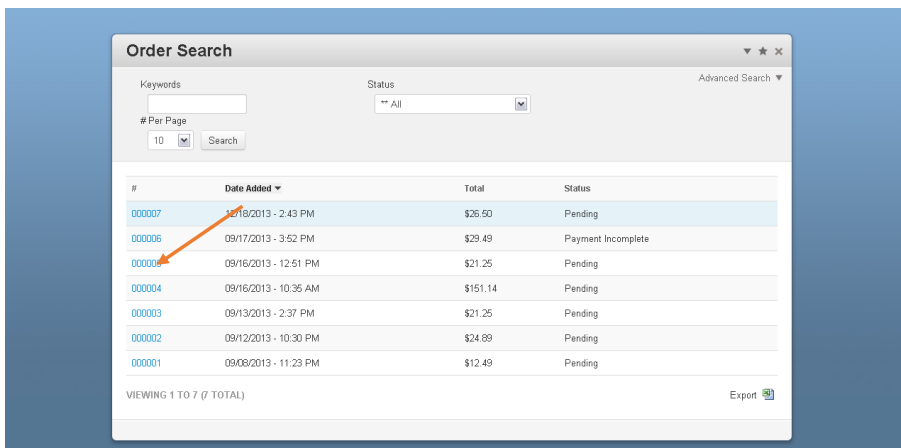 Order Search
Advanced Search
Keywords
Status
** All
# Per Page
10
Search
# Date Added Total Status
000007 12/18/2013 - 2:43 PM $26.50 Pending
000006 09/17/2013 - 3:52 PM $29.49 Payment Incomplete
000005 09/16/2013 - 12:51 PM $21.25 Pending
000004 09/16/2013 - 10:35 AM $151.14 Pending
000003 09/13/2013 - 2:37 PM $21.25 Pending
000002 09/12/2013 - 10:30 PM $24.89 Pending
000001 09/08/2013 - 11:23 PM $12.49 Pending
VIEWING 1 TO 7 (7 TOTAL)
Export